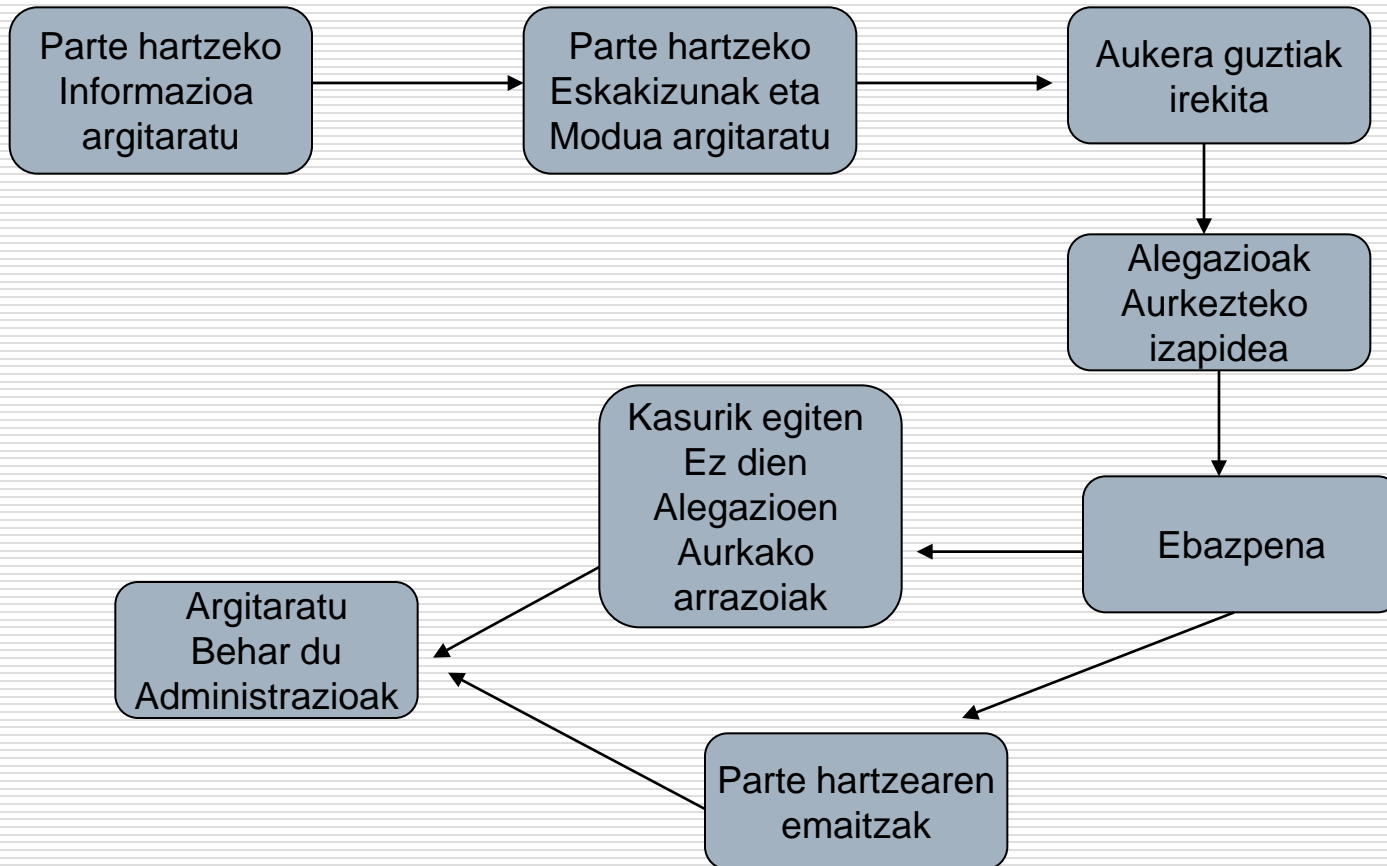 Parte hartzeko
Informazioa
argitaratu
Parte hartzeko
Eskakizunak eta
Modua argitaratu
Aukera guztiak
irekita
Alegazioak
Aurkezteko
izapidea
Kasurik egiten
Ez dien
Alegazioen
Aurkako
arrazoiak
Ebazpena
Argitaratu
Behar du
Administrazioak
Parte hartzearen
emaitzak